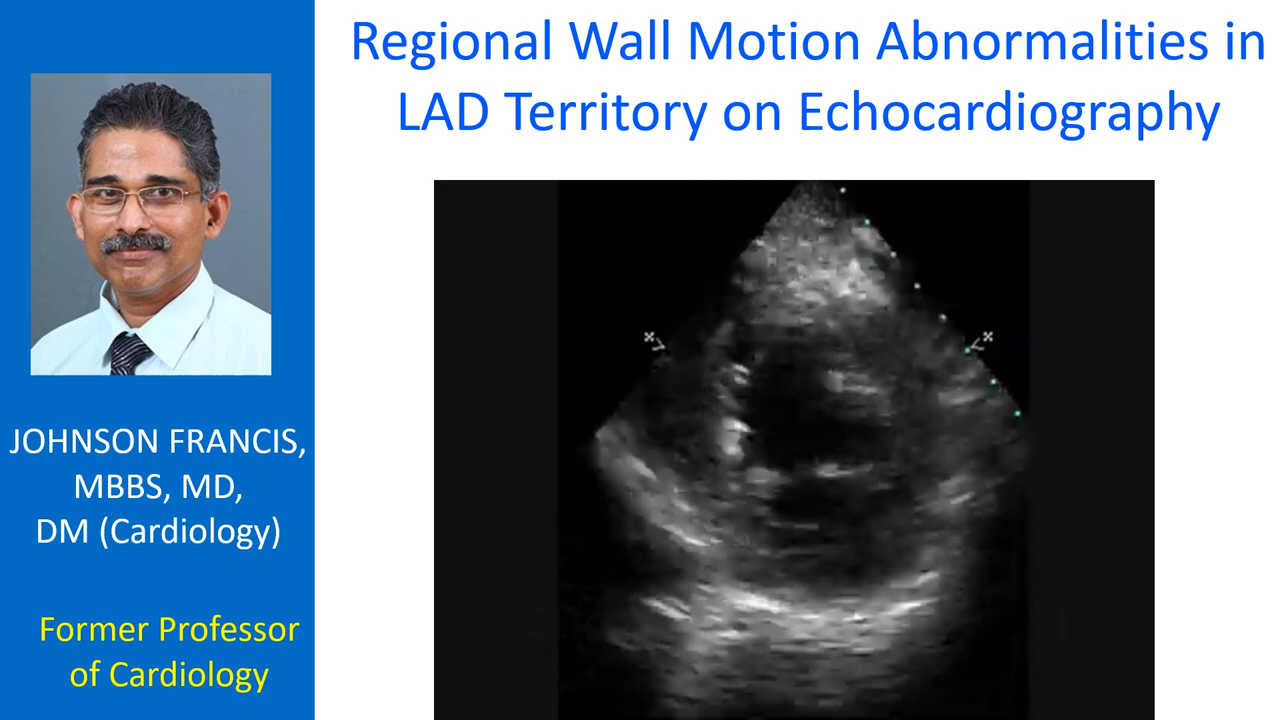 Regional Wall Motion Abnormalities in
LAD Territory on Echocardiography
JOHNSON FRANCIS,
MBBS, MD,
DM (Cardiology)
Former Professor
of Cardiology